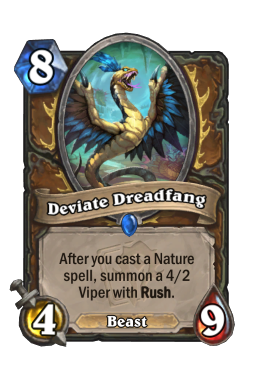 8
Deviate Dreadfang
After you cast a Nature
spell, summon a 4/2
Viper with Rush.
4
Beast
9